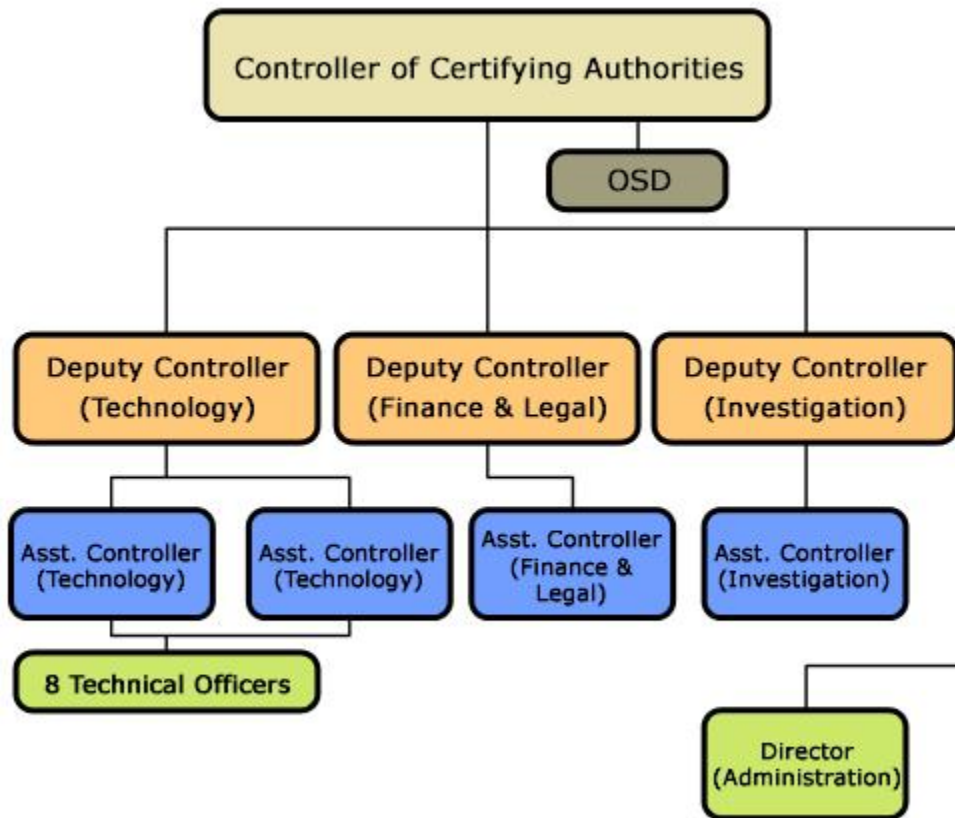 Controller of Certifying Authorities
OSD
Deputy Controller
(Technology)
Deputy Controller
(Finance & Legal)
Deputy Controller
(Investigation)
Asst. Controller
(Technology)
Asst. Controller
(Technology)
Asst. Controller
(Finance &
Legal)
Asst. Controller
(Investigation)
8 Technical Officers
Director
(Administration)